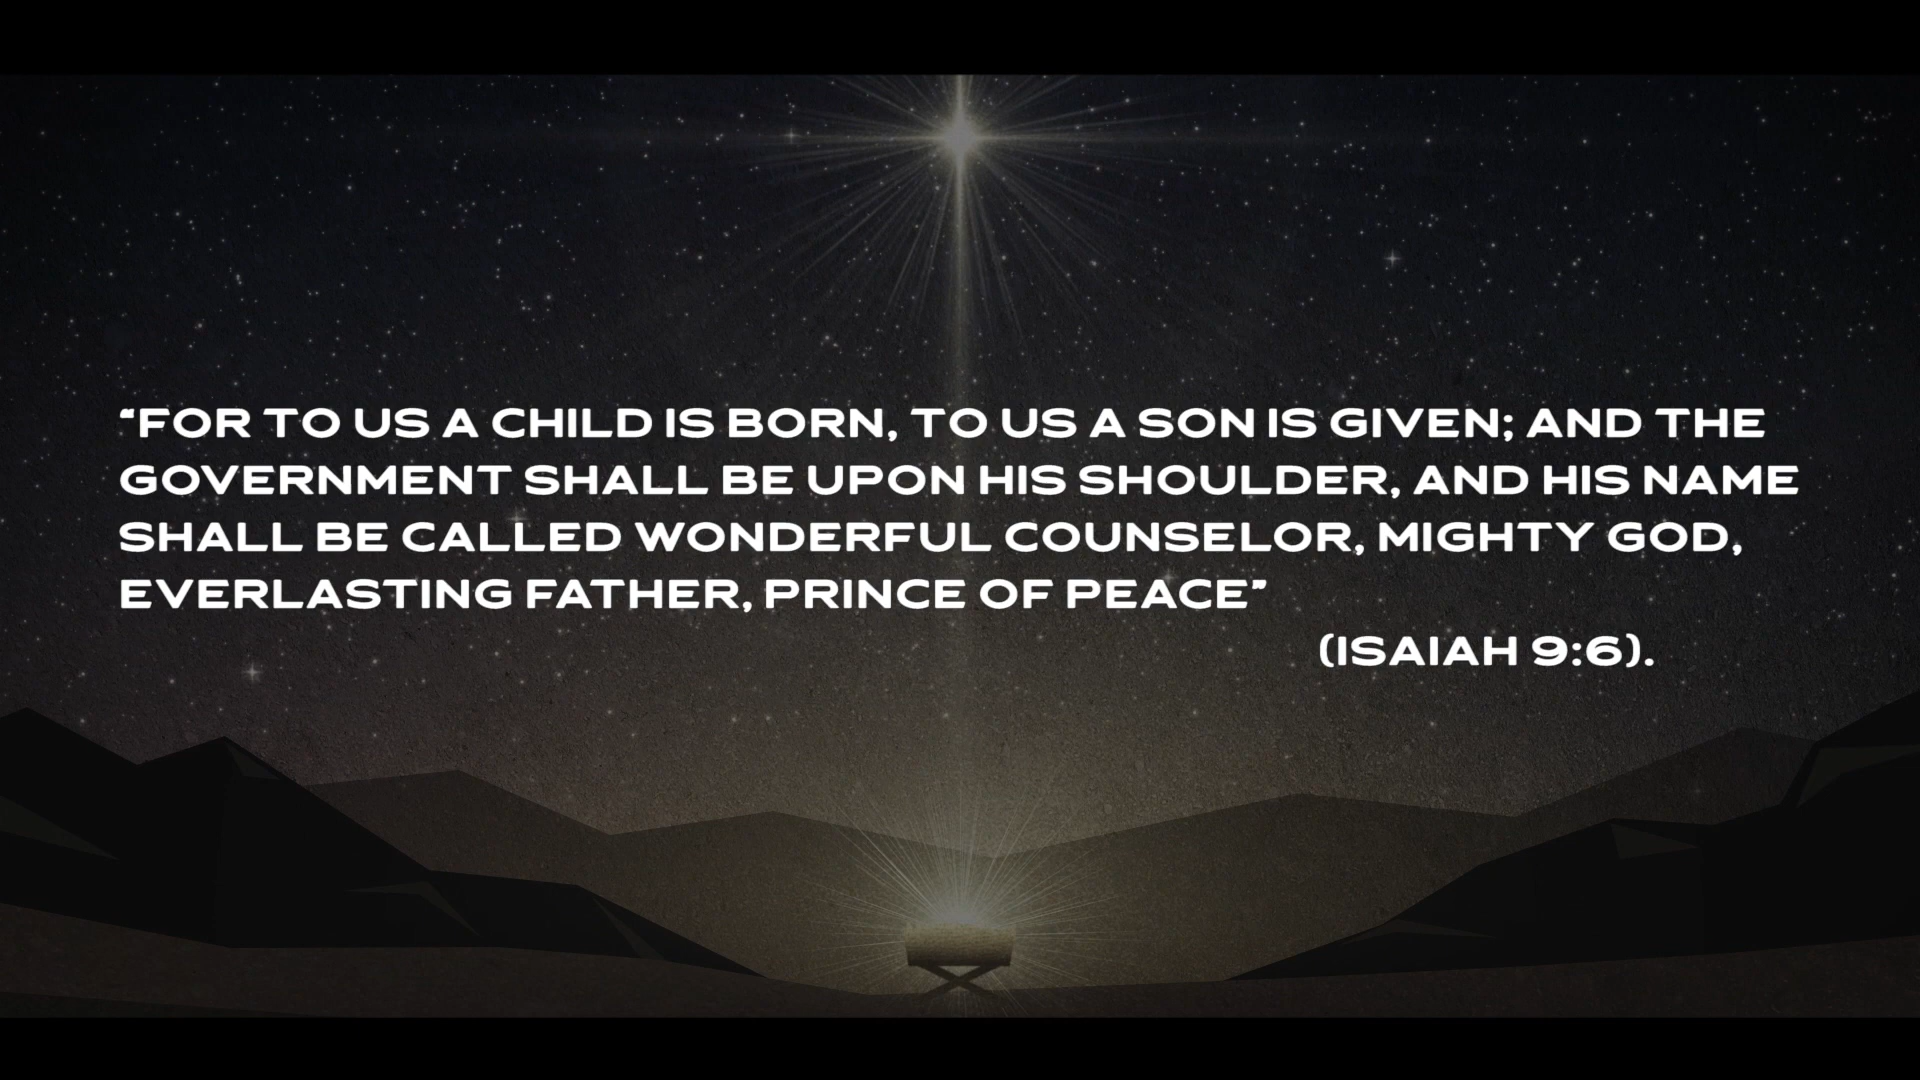 “FOR TO US A CHILD IS BORN, TO US A SON IS GIVEN; AND THE
GOVERNMENT SHALL BE UPON HIS SHOULDER, AND HIS NAME
SHALL BE CALLED WONDERFUL COUNSELOR, MIGHTY GOD,
EVERLASTING FATHER, PRINCE OF PEACE”
(ISAIAH 9:6).